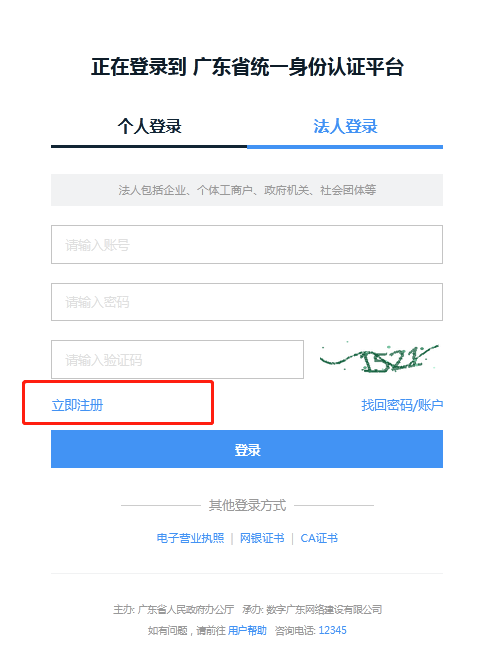 正在登录到 广东省统一身份认证平台
个人登录 法人登录
法人包括企业、个体工商户、政府机关、社会团体等
请输入账号
请输入密码
请输入验证码 1521
立即注册 找回密码/账户
登录
其他登录方式
电子营业执照 | 网银证书 | CA证书
主办: 广东省人民政府办公厅 承办: 数字广东网络建设有限公司
如有问题，请前往 用户帮助 咨询电话: 12345